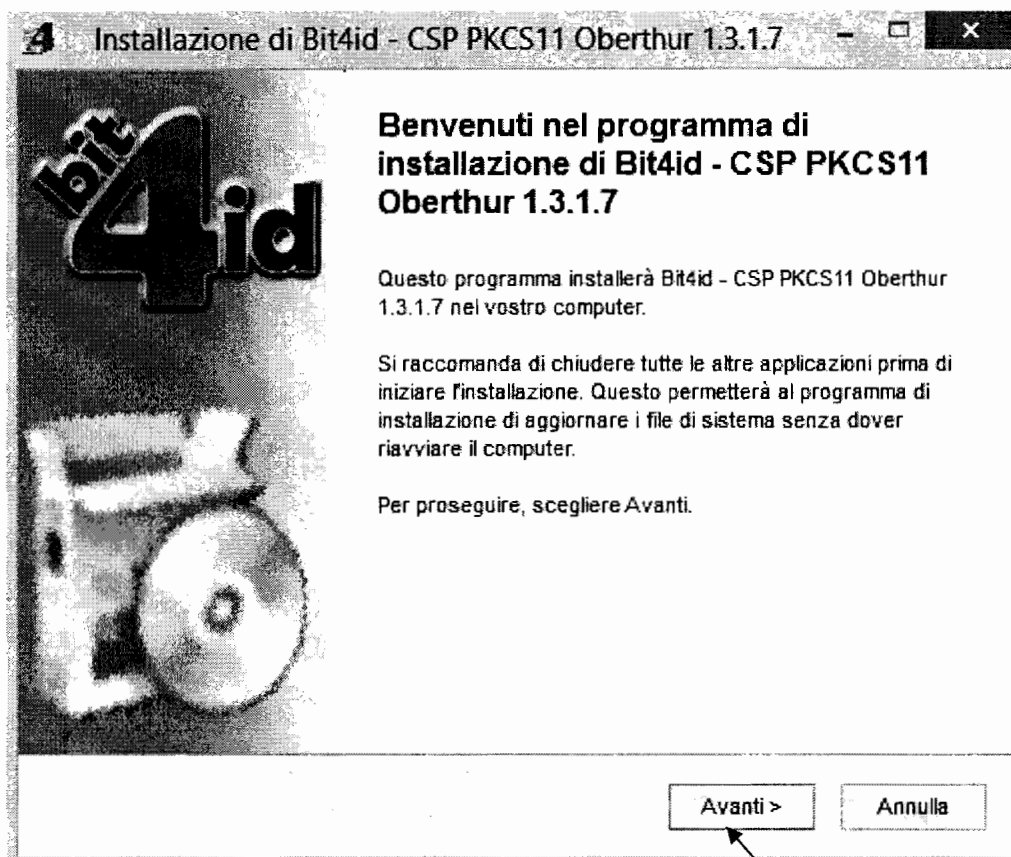 Installazione di Bit4id - CSP PKCS11 Oberthur 1.3.1.7
bit
4
id
Benvenuti nel programma di
installazione di Bit4id - CSP PKCS11
Oberthur 1.3.1.7
Questo programma installerà Bit4id - CSP PKCS11 Oberthur
1.3.1.7 nel vostro computer.
Si raccomanda di chiudere tutte le altre applicazioni prima di
iniziare l'installazione. Questo permetterà al programma di
installazione di aggiornare i file di sistema senza dover
riavviare il computer.
Per proseguire, scegliere Avanti.
Avanti >
Annulla